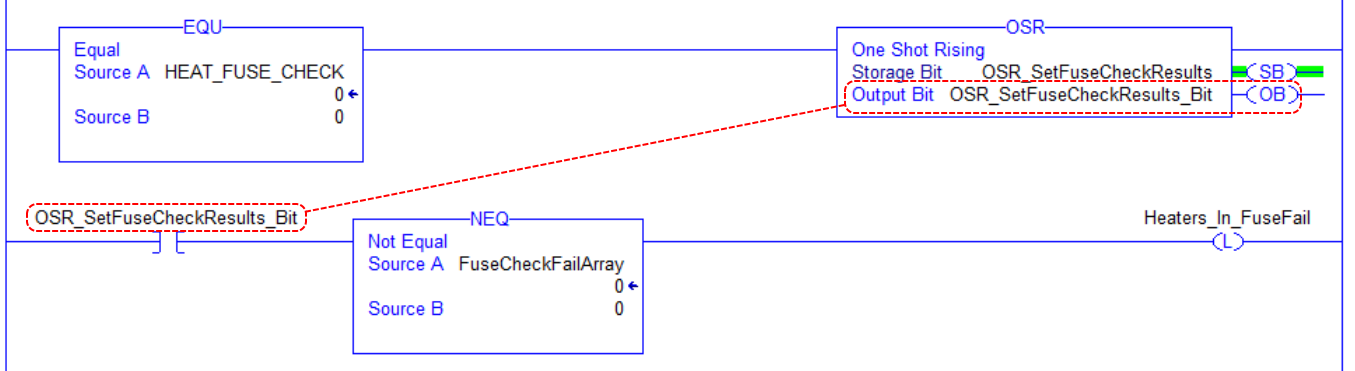 EQU
Equal
Source A HEAT_FUSE_CHECK
0
Source B 0
OSR
One Shot Rising
Storage Bit OSR_SetFuseCheckResults SB
Output Bit OSR_SetFuseCheckResults_Bit OB
OSR_SetFuseCheckResults_Bit
NEQ
Not Equal
Source A FuseCheckFailArray
0
Source B 0
Heaters_In_FuseFail
L